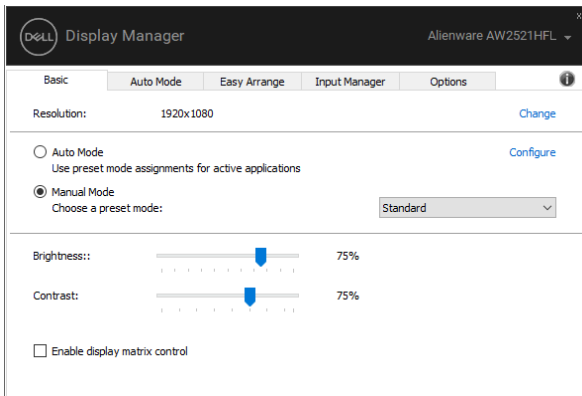 DELL Display Manager Alienware AW2521HFL
x
Basic Auto Mode Easy Arrange Input Manager Options i
Resolution: 1920x1080 Change
Auto Mode Configure
Use preset mode assignments for active applications
Manual Mode
Choose a preset mode: Standard
Brightness:: 75%
Contrast: 75%
Enable display matrix control